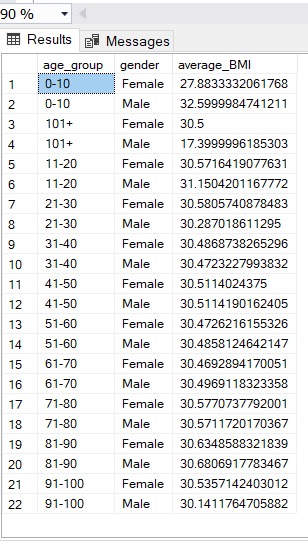 90 %
Results Messages
age_group gender average_BMI
1 0-10 Female 27.8833332061768
2 0-10 Male 32.5999984741211
3 101+ Female 30.5
4 101+ Male 17.3999996185303
5 11-20 Female 30.5716419077631
6 11-20 Male 31.1504201167772
7 21-30 Female 30.5805740878483
8 21-30 Male 30.287018611295
9 31-40 Female 30.4868738265296
10 31-40 Male 30.4723227993832
11 41-50 Female 30.5114024375
12 41-50 Male 30.5114190162405
13 51-60 Female 30.4726216155326
14 51-60 Male 30.4858124642147
15 61-70 Female 30.4692894170051
16 61-70 Male 30.4969118323358
17 71-80 Female 30.5770737792001
18 71-80 Male 30.5711720170367
19 81-90 Female 30.6348588321839
20 81-90 Male 30.6806917783467
21 91-100 Female 30.5357142403012
22 91-100 Male 30.1411764705882